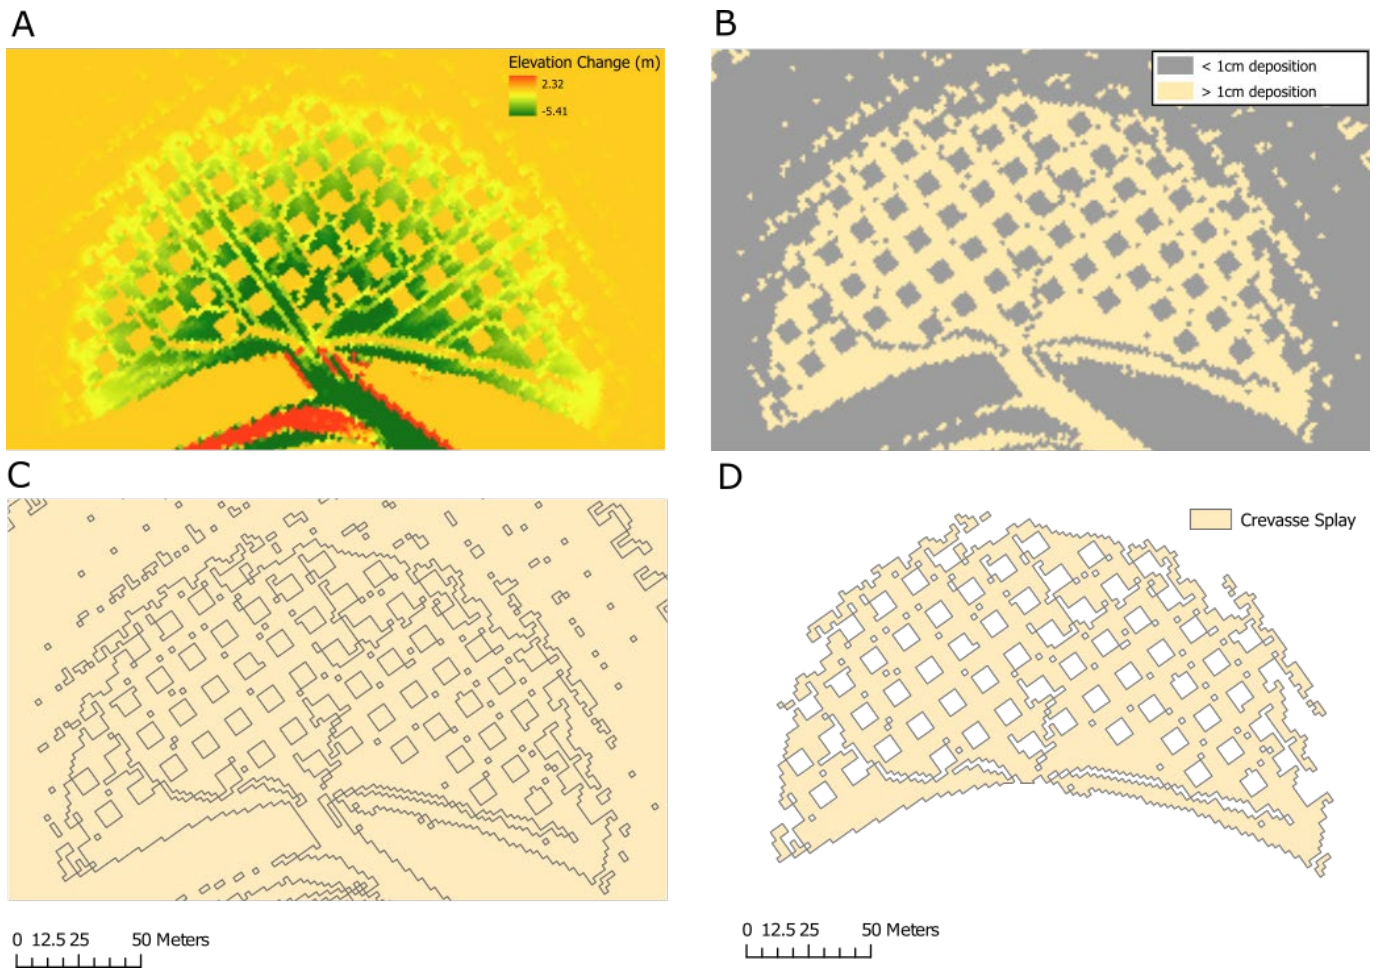 A
B
Elevation Change (m)
2.32
-5.41
< 1cm deposition
> 1cm deposition
C
D
Crevasse Splay
0 12.5 25 50 Meters
0 12.5 25 50 Meters